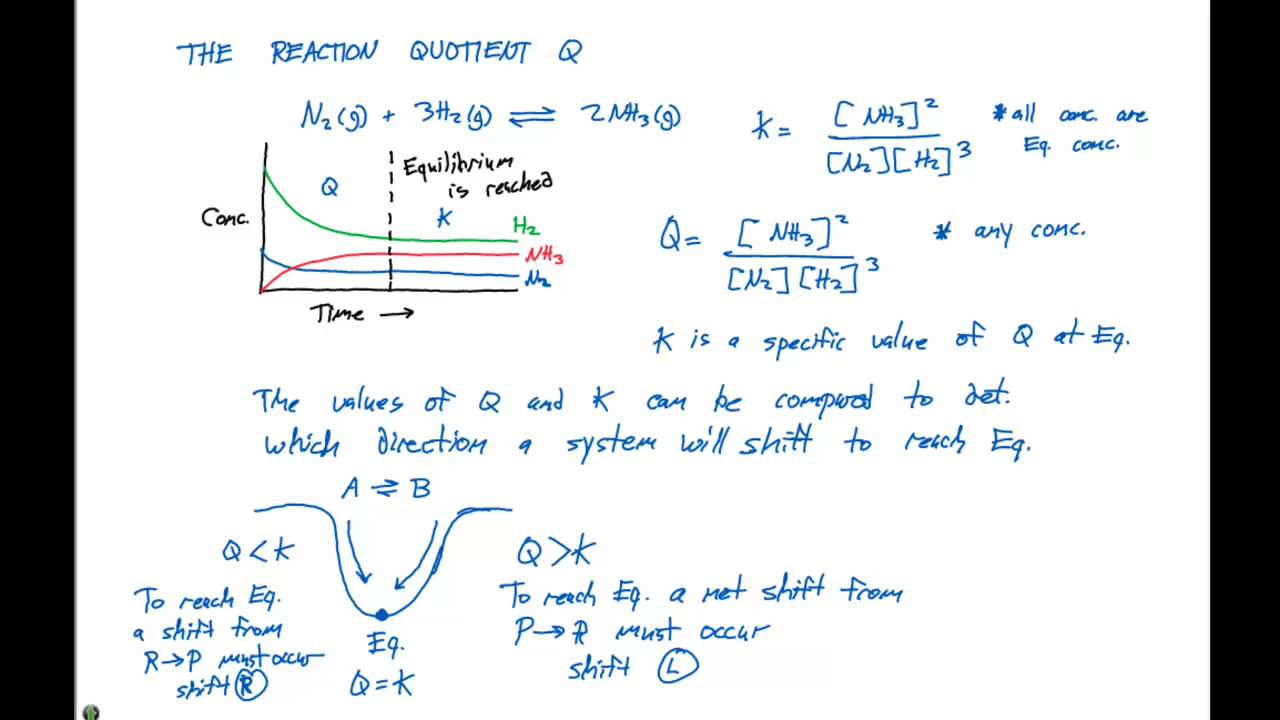 THE REACTION QUOTIENT Q
N₂(g) + 3H₂(g) ⇌ 2NH₃(g)
K = [NH₃]² / [N₂][H₂]³
*all conc. are
Eq. conc.
Conc.
Q
Equilibrium
is reached
K
H₂
NH₃
N₂
Time →
Q = [NH₃]² / [N₂][H₂]³
* any conc.
K is a specific value of Q at Eq.
The values of Q and K can be compared to det.
which direction a system will shift to reach Eq.
A ⇌ B
Q < K
To reach Eq.
a shift from
R→P must occur
shift R
Eq.
Q = K
Q > K
To reach Eq. a net shift from
P→R must occur
shift L